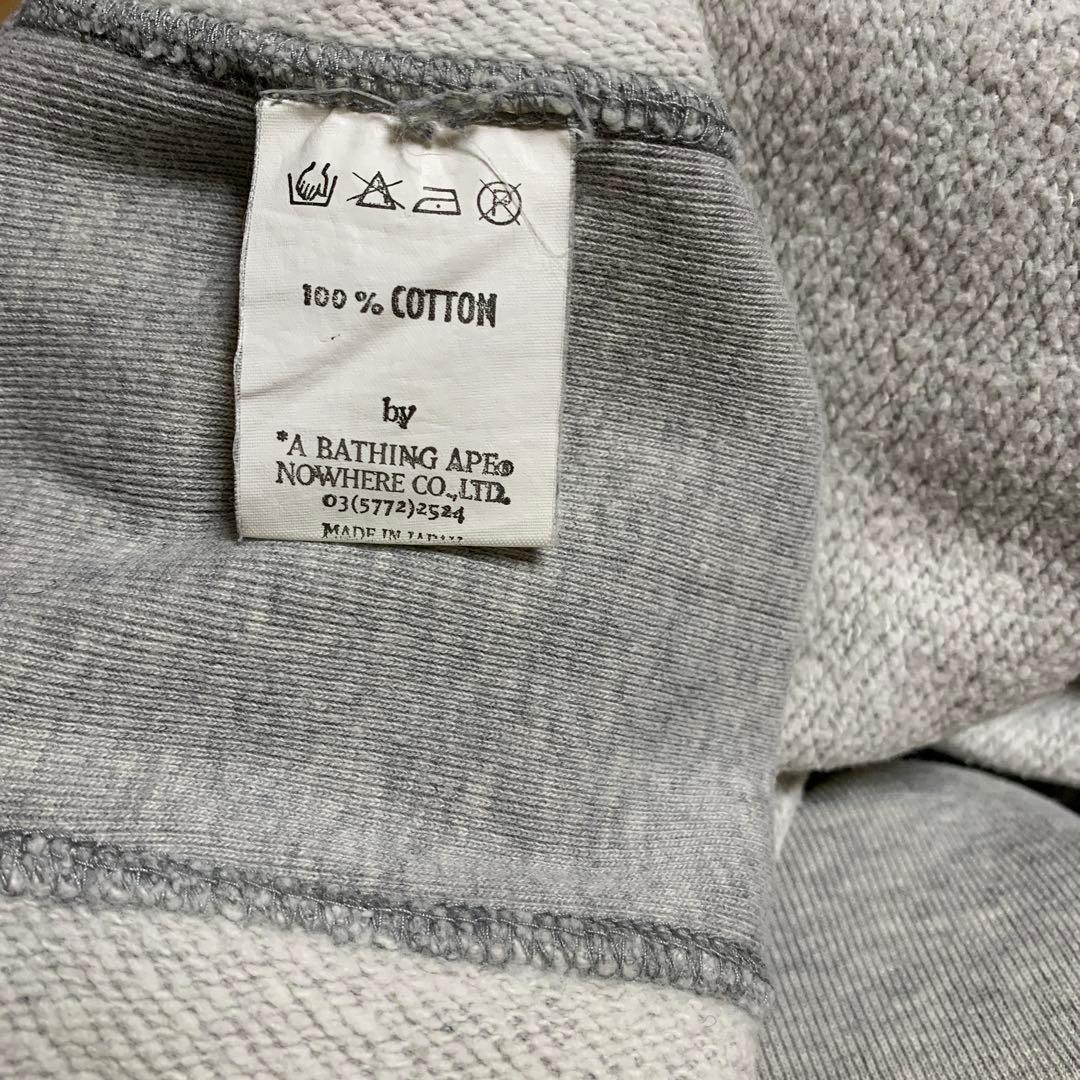 100 % COTTON
by
*A BATHING APE®
NOWHERE CO.,LTD.
03(5772)2524
MADE IN JAPAN